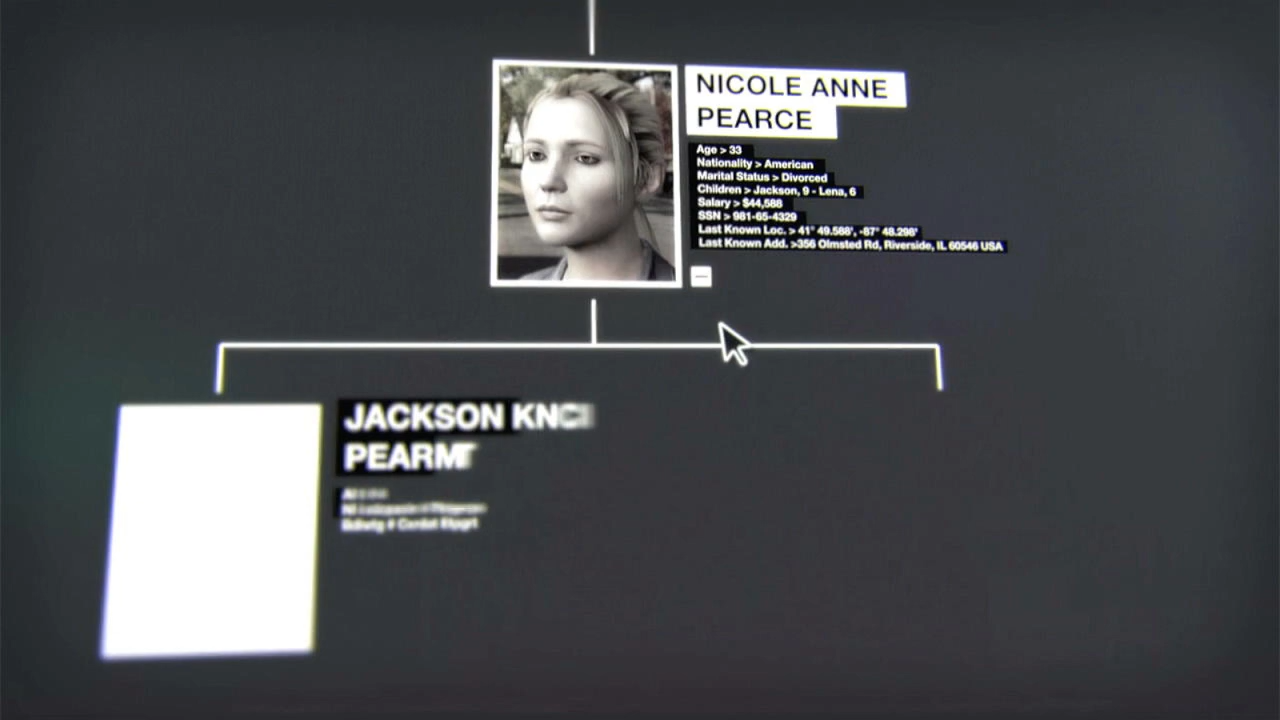 NICOLE ANNE
PEARCE
Age > 33
Nationality > American
Marital Status > Divorced
Children > Jackson, 9 - Lena, 6
Salary > $44,588
SSN > 981-65-4329
Last Known Loc. > 41° 49.588', -87° 48.298'
Last Known Add. >356 Olmsted Rd, Riverside, IL 60546 USA
JACKSON